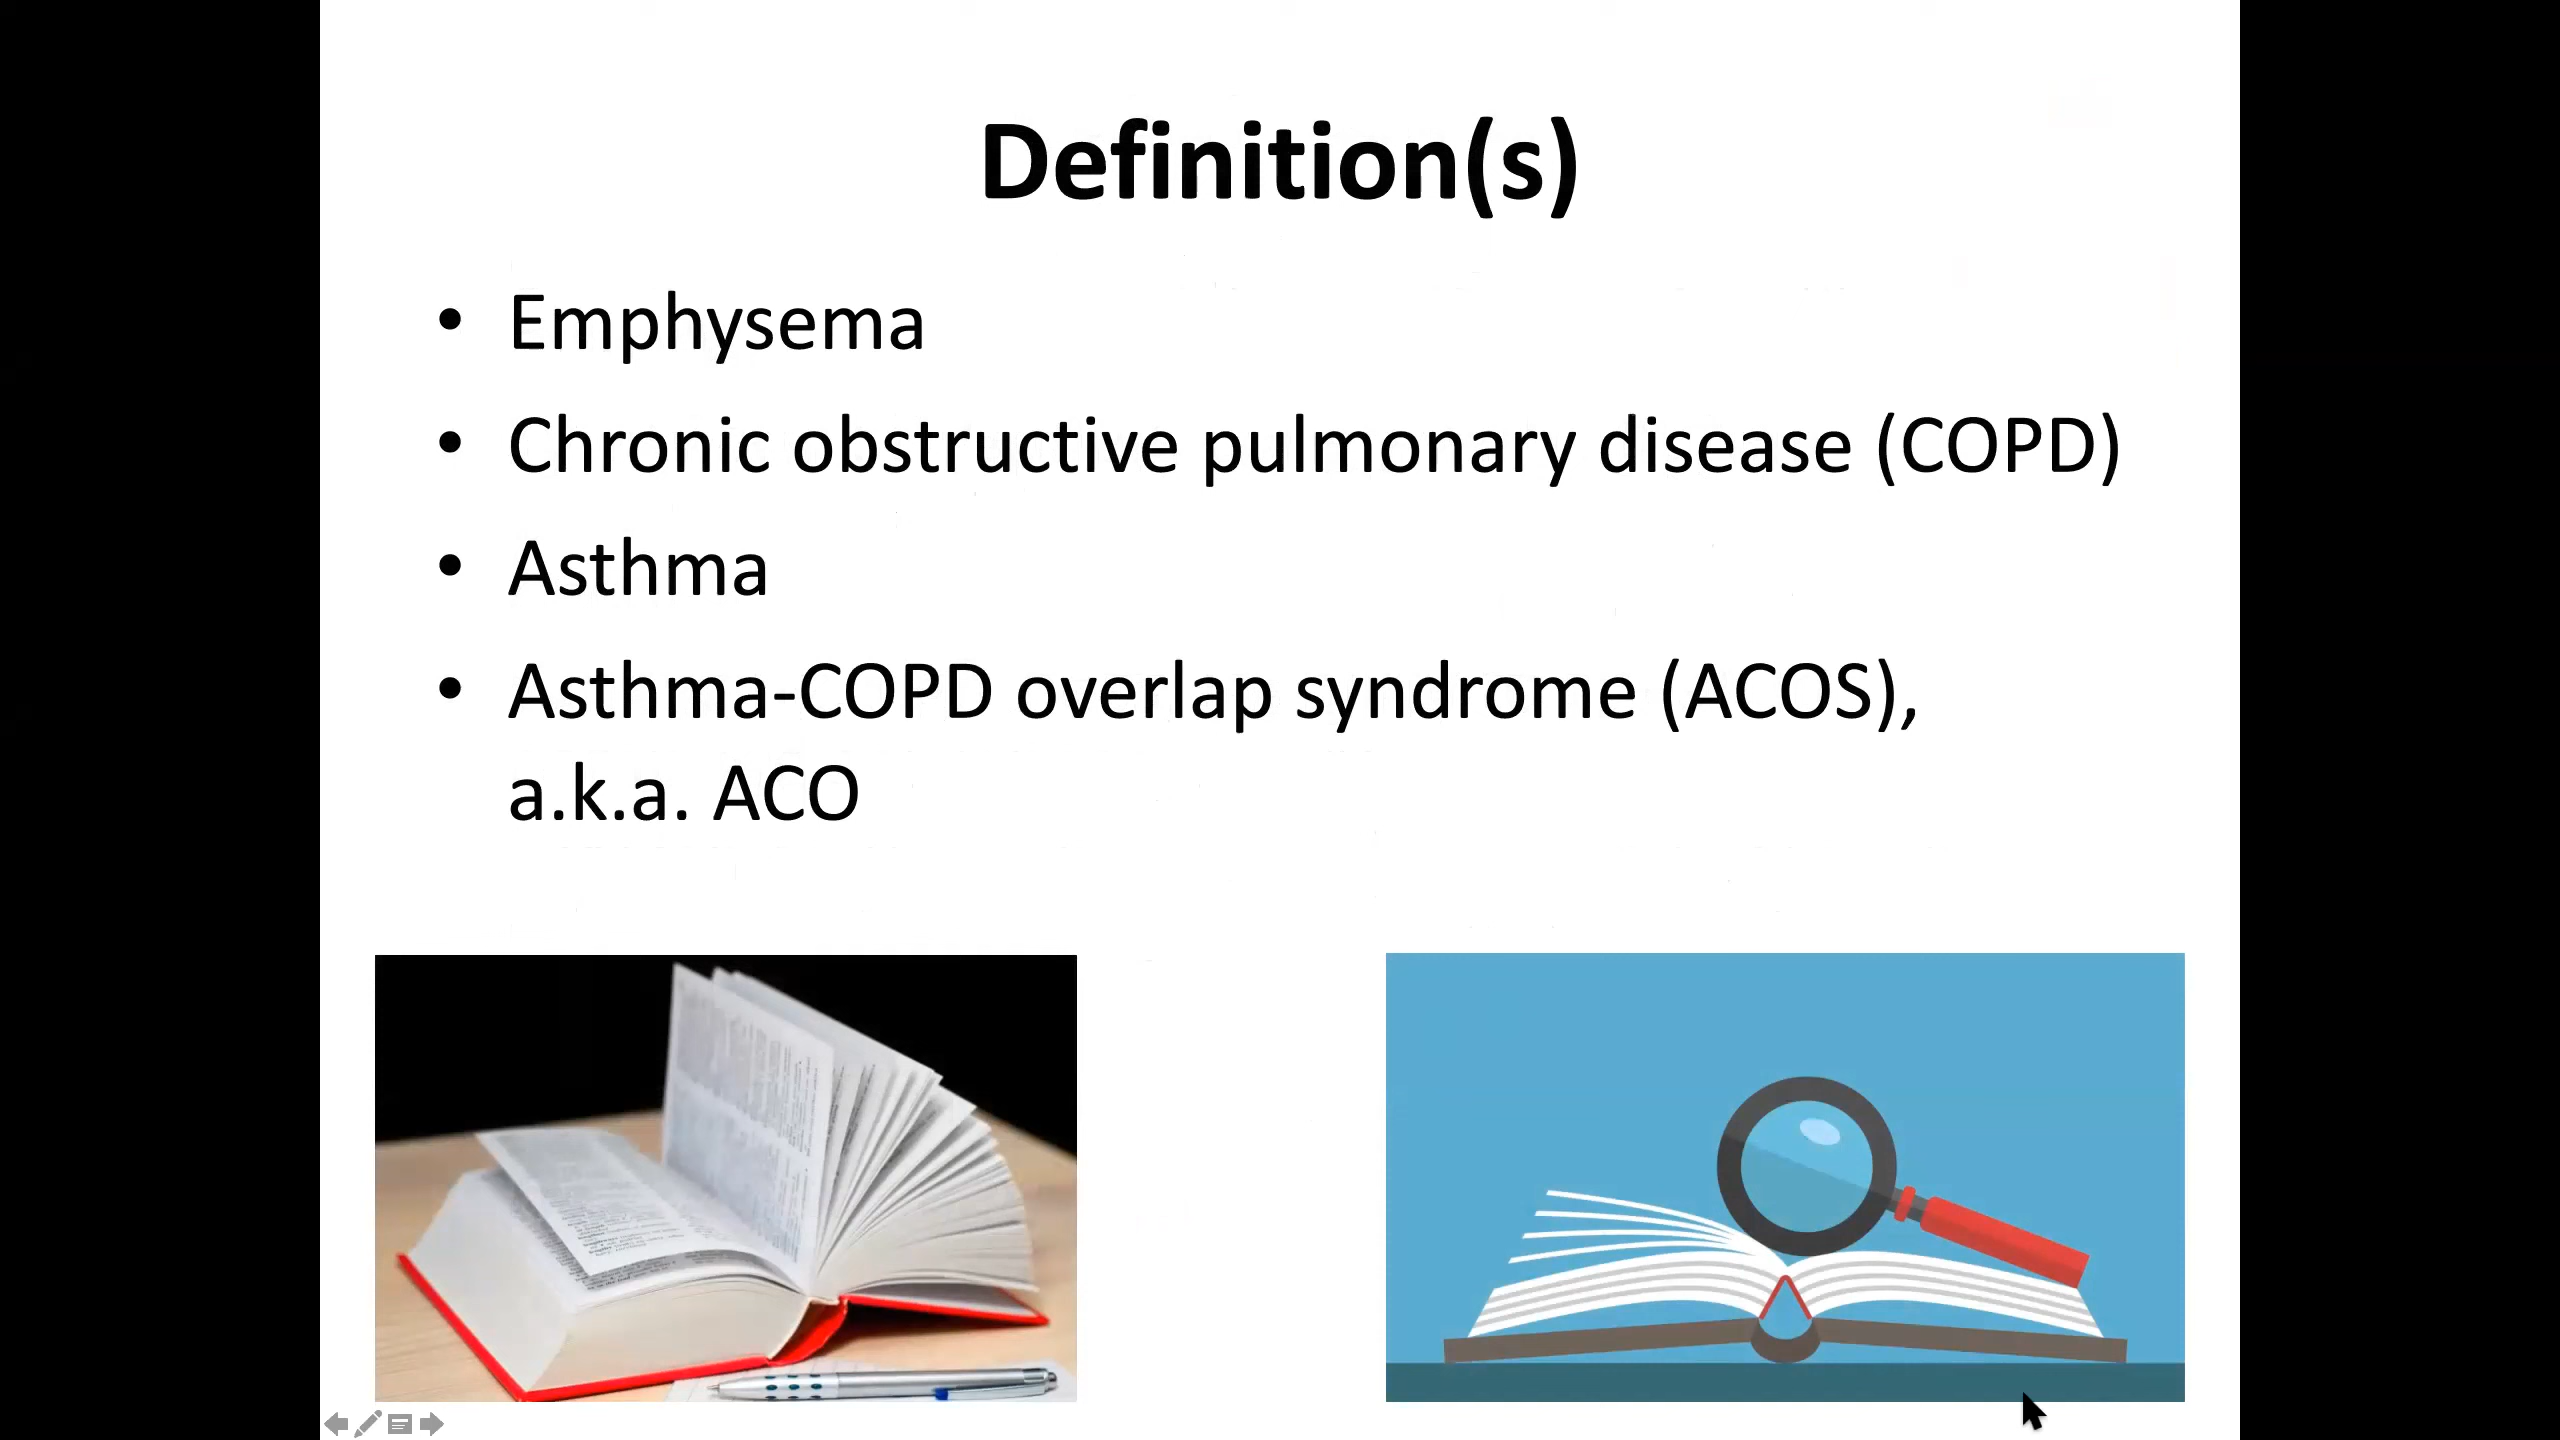 Definition(s)
• Emphysema
• Chronic obstructive pulmonary disease (COPD)
• Asthma
• Asthma-COPD overlap syndrome (ACOS),
a.k.a. ACO